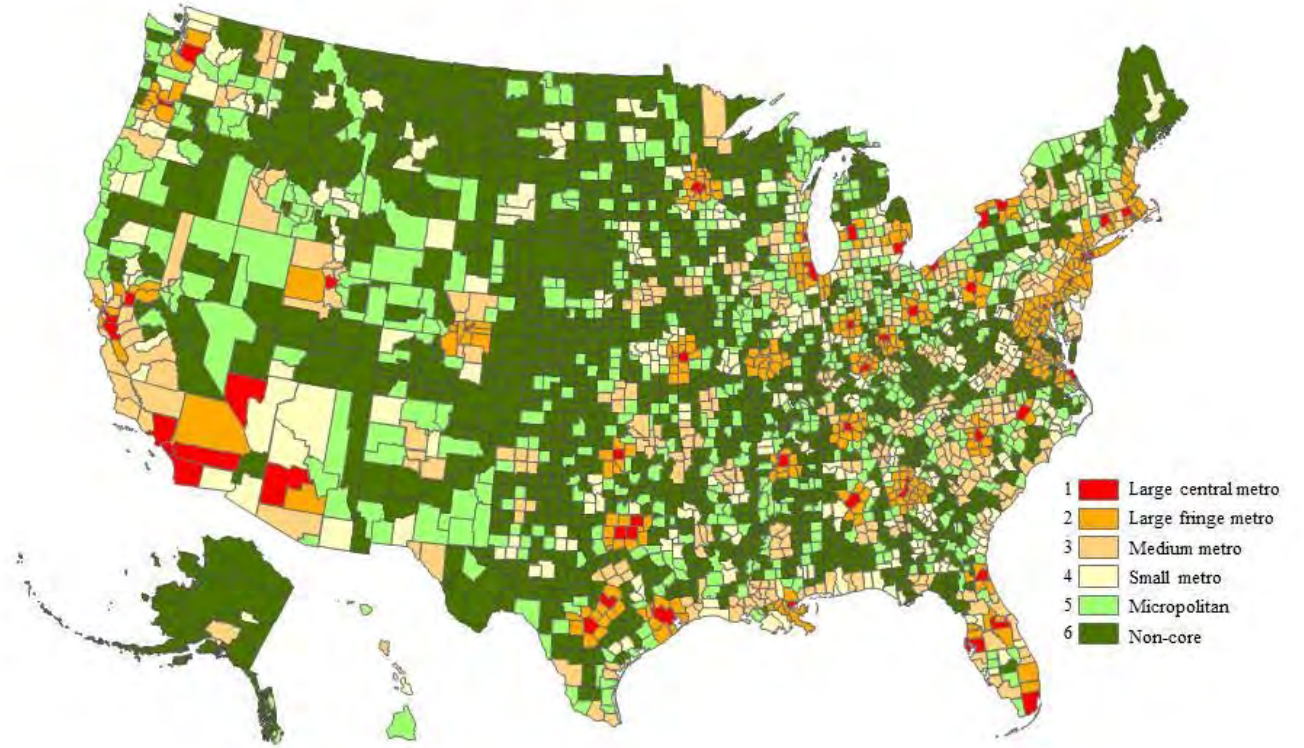 1 Large central metro
2 Large fringe metro
3 Medium metro
4 Small metro
5 Micropolitan
6 Non-core